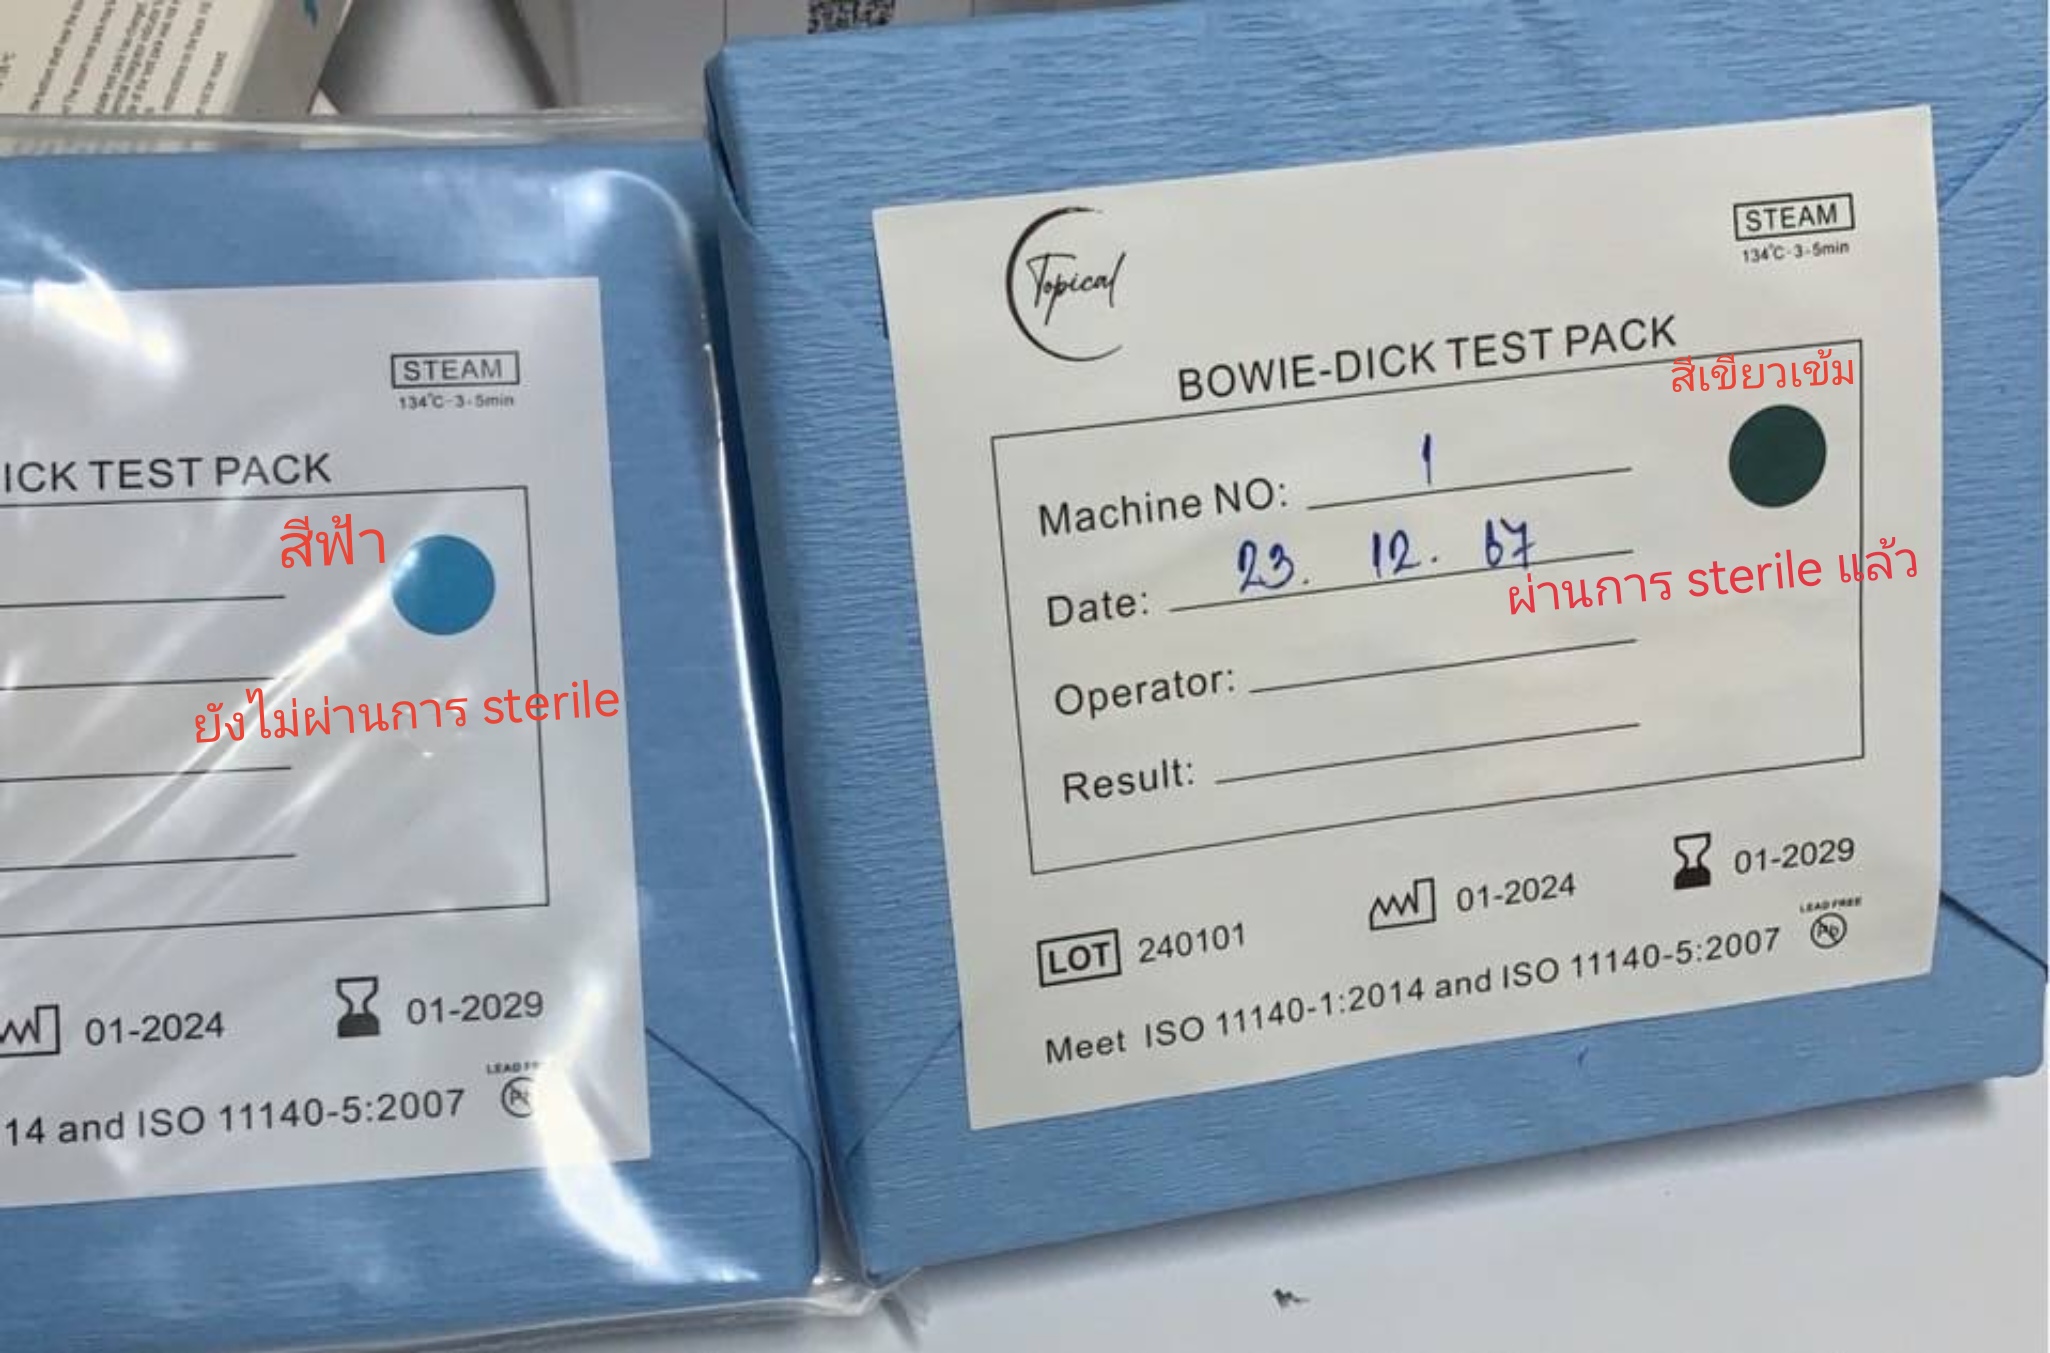 STEAM
134°C-3-5min
ICK TEST PACK
สีฟ้า
ยังไม่ผ่านการ sterile
01-2024
01-2029
LEAD
14 and ISO 11140-5:2007
Topical
STEAM
134°C-3-5min
BOWIE-DICK TEST PACK
สีเขียวเข้ม
Machine NO: 1
Date: 23. 12. 67
ผ่านการ sterile แล้ว
Operator:
Result:
LOT 240101
01-2024
01-2029
LEAD FREE
Pb
Meet ISO 11140-1:2014 and ISO 11140-5:2007